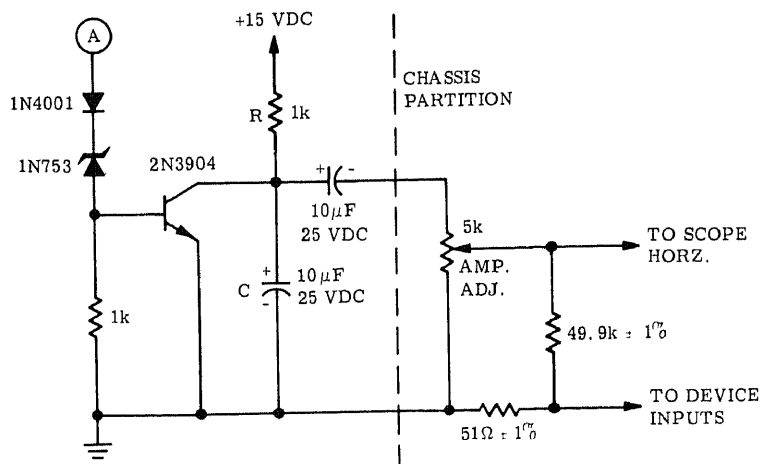 +15 VDC
A
CHASSIS
PARTITION
1N4001
R
1k
1N753
2N3904
+
-
10µF
25 VDC
5k
AMP.
ADJ.
TO SCOPE
HORZ.
+
10µF
C
25 VDC
-
1k
49.9k ± 1%
TO DEVICE
INPUTS
51Ω ± 1%